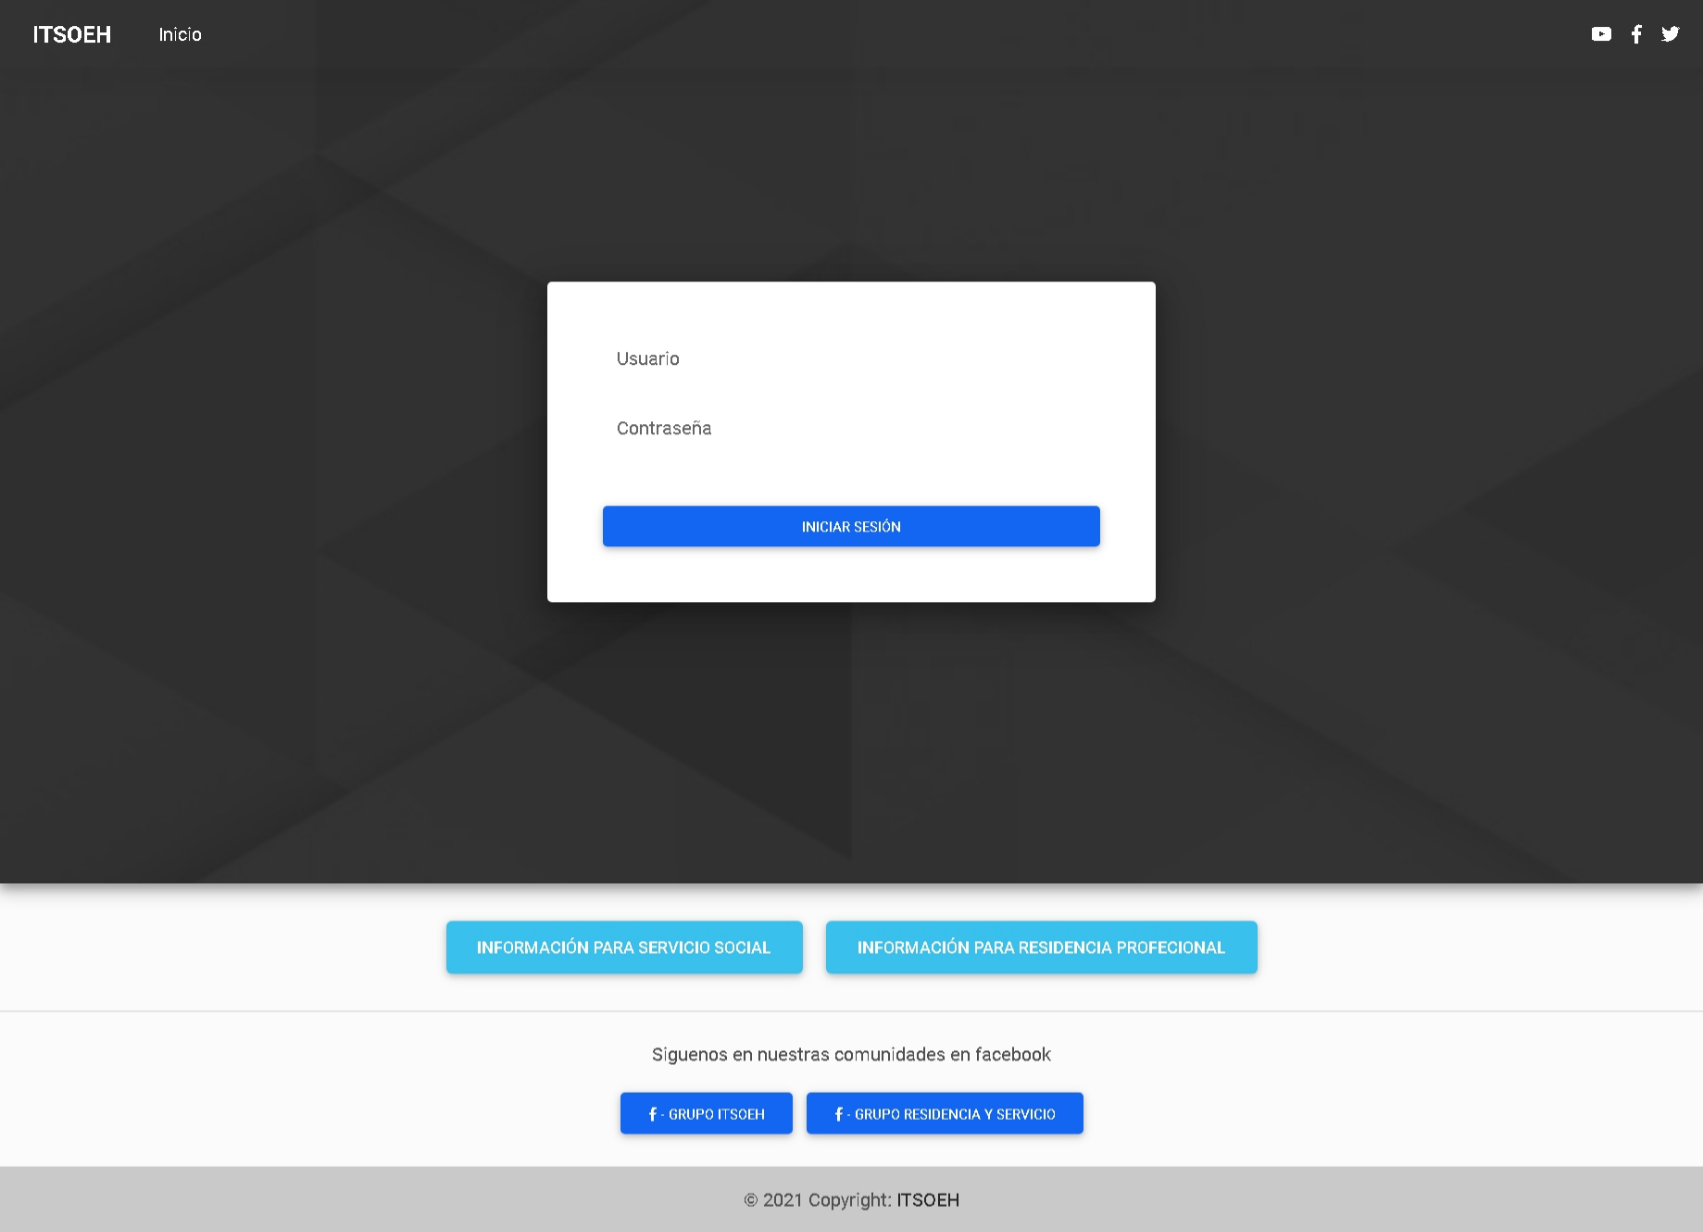 ITSOEH Inicio
Usuario
Contraseña
INICIAR SESIÓN
INFORMACIÓN PARA SERVICIO SOCIAL INFORMACIÓN PARA RESIDENCIA PROFECIONAL
Siguenos en nuestras comunidades en facebook
- GRUPO ITSOEH - GRUPO RESIDENCIA Y SERVICIO
© 2021 Copyright: ITSOEH